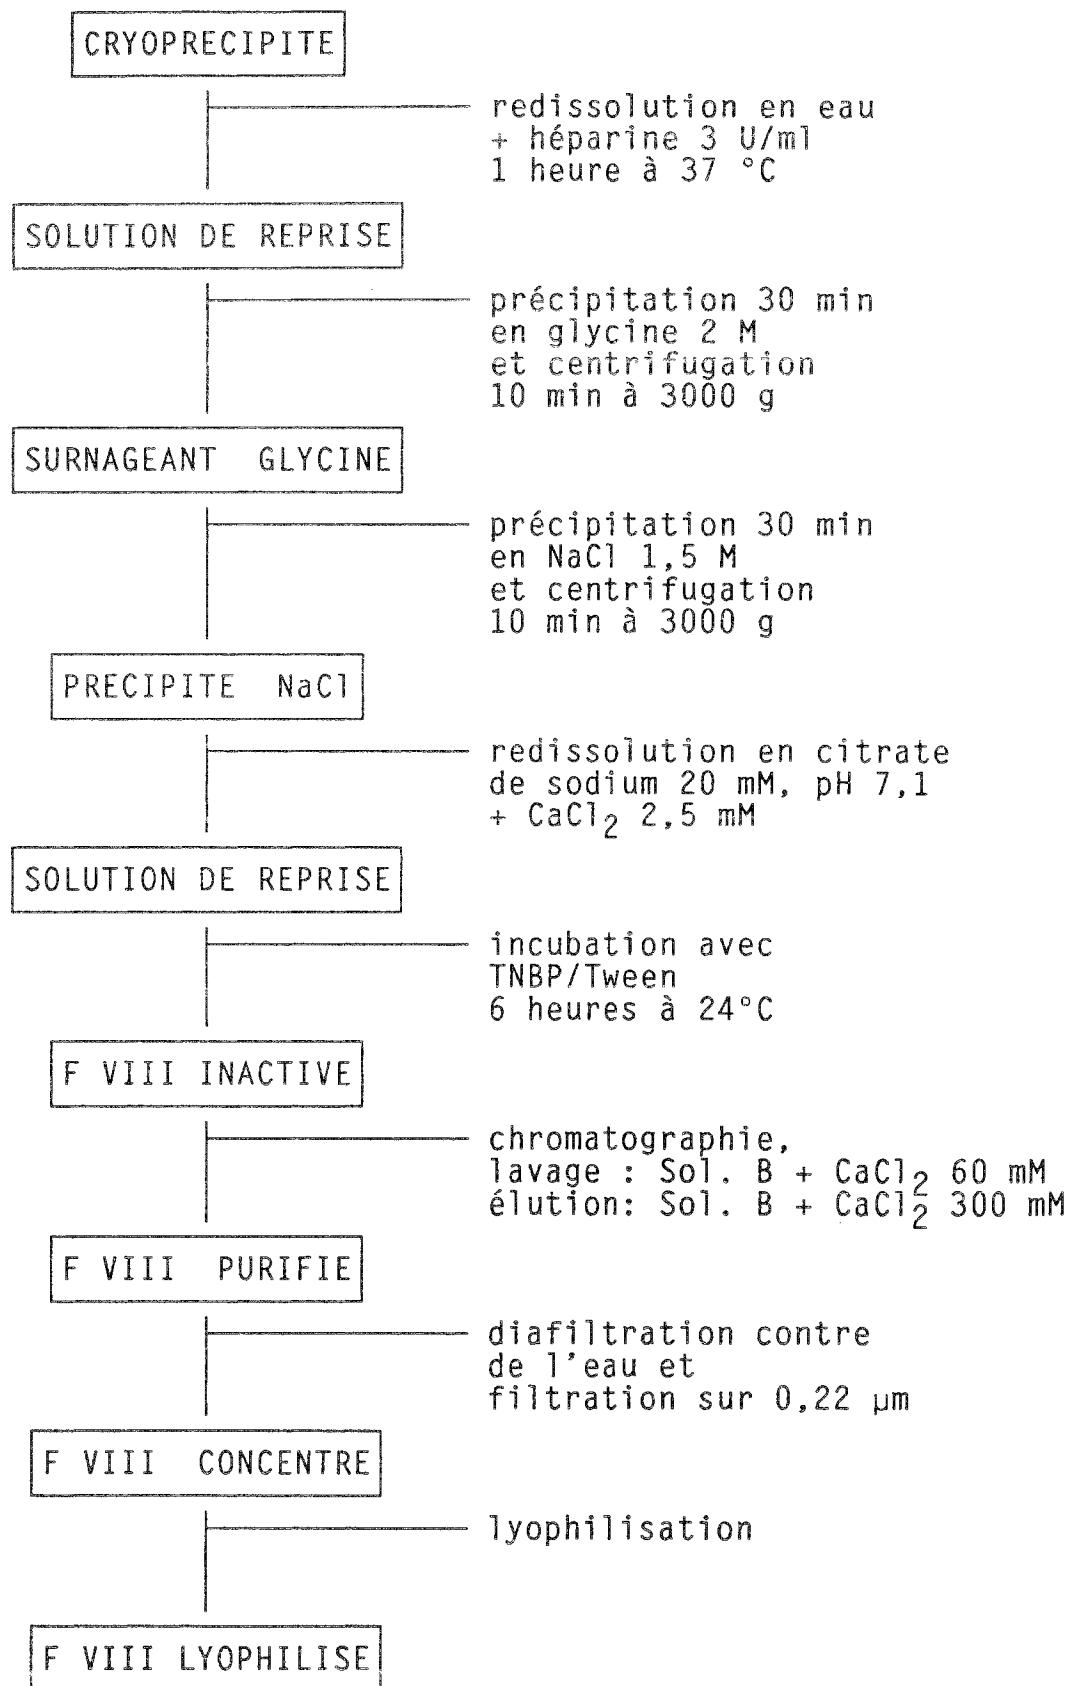 CRYOPRECIPITE
redissolution en eau
+ héparine 3 U/ml
1 heure à 37 °C
SOLUTION DE REPRISE
précipitation 30 min
en glycine 2 M
et centrifugation
10 min à 3000 g
SURNAGEANT GLYCINE
précipitation 30 min
en NaCl 1,5 M
et centrifugation
10 min à 3000 g
PRECIPITE NaCl
redissolution en citrate
de sodium 20 mM, pH 7,1
+ CaCl₂ 2,5 mM
SOLUTION DE REPRISE
incubation avec
TNBP/Tween
6 heures à 24°C
F VIII INACTIVE
chromatographie,
lavage : Sol. B + CaCl₂ 60 mM
élution: Sol. B + CaCl₂ 300 mM
F VIII PURIFIE
diafiltration contre
de l'eau et
filtration sur 0,22 µm
F VIII CONCENTRE
lyophilisation
F VIII LYOPHILISE